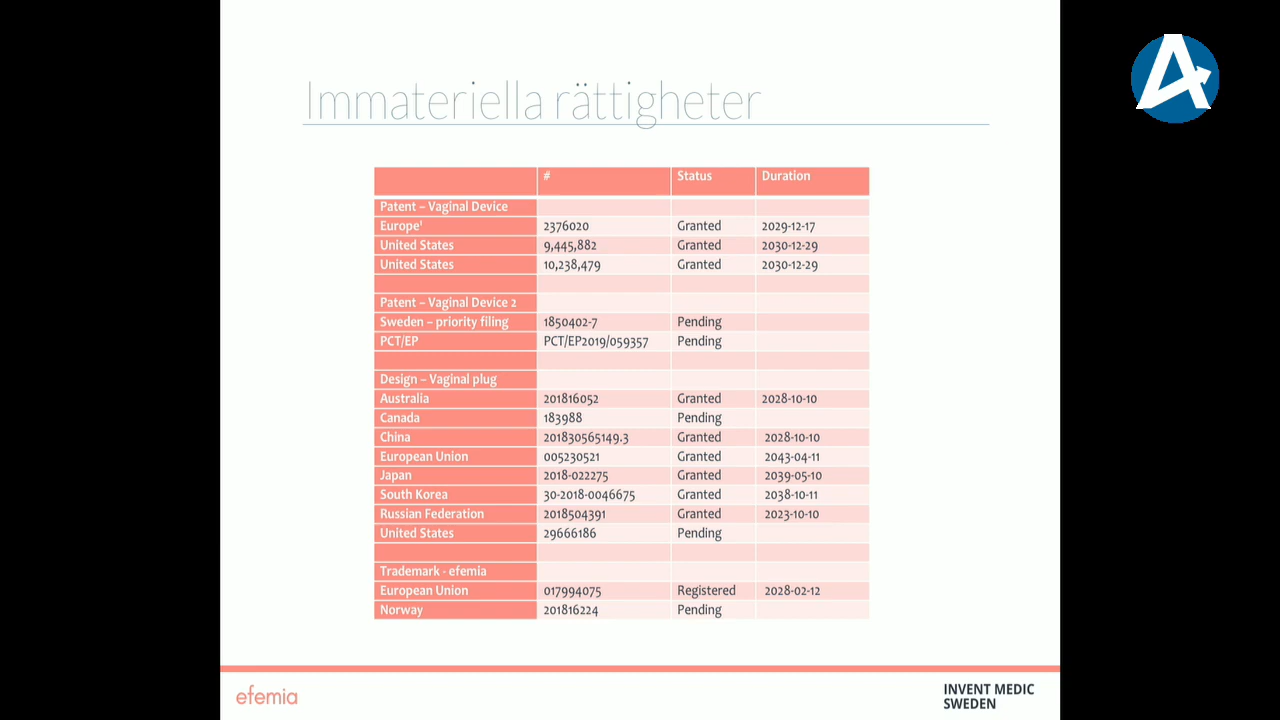 Immateriella rättigheter
# Status Duration
Patent – Vaginal Device
Europe¹ 2376020 Granted 2029-12-17
United States 9,445,882 Granted 2030-12-29
United States 10,238,479 Granted 2030-12-29
Patent – Vaginal Device 2
Sweden – priority filing 1850402-7 Pending
PCT/EP PCT/EP2019/059357 Pending
Design – Vaginal plug
Australia 201816052 Granted 2028-10-10
Canada 183988 Pending
China 201830565149.3 Granted 2028-10-10
European Union 005230521 Granted 2043-04-11
Japan 2018-022275 Granted 2039-05-10
South Korea 30-2018-0046675 Granted 2038-10-11
Russian Federation 2018504391 Granted 2023-10-10
United States 29666186 Pending
Trademark - efemia
European Union 017994075 Registered 2028-02-12
Norway 201816224 Pending
efemia
INVENT MEDIC
SWEDEN